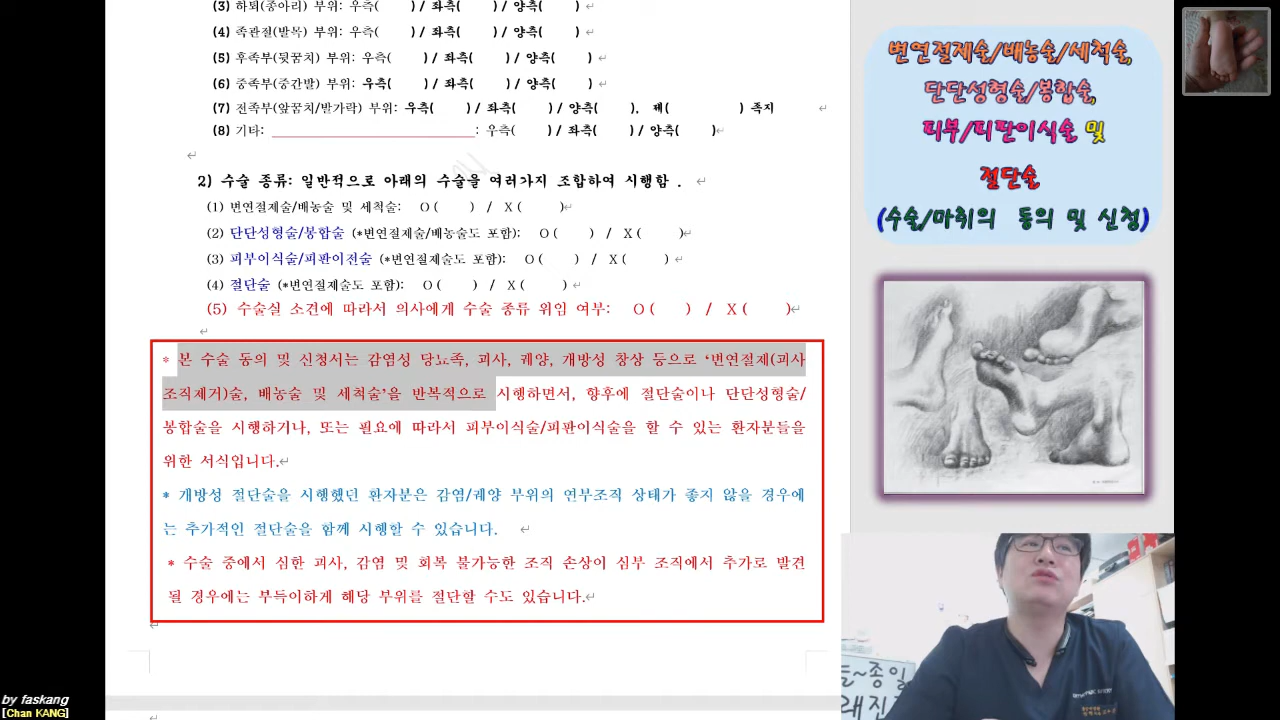 (3) 하퇴(종아리) 부위: 우측(      ) / 좌측(      ) / 양측(      )
(4) 족관절(발목) 부위: 우측(      ) / 좌측(      ) / 양측(      )
(5) 후족부(뒷꿈치) 부위: 우측(      ) / 좌측(      ) / 양측(      )
(6) 중족부(중간발) 부위: 우측(      ) / 좌측(      ) / 양측(      )
(7) 전족부(앞꿈치/발가락) 부위: 우측(      ) / 좌측(      ) / 양측(      ), 제(            ) 족지
(8) 기타: ________________________: 우측(      ) / 좌측(      ) / 양측(      )
2) 수술 종류: 일반적으로 아래의 수술을 여러가지 조합하여 시행함 .
(1) 변연절제술/배농술 및 세척술: O (      ) / X (      )
(2) 단단성형술/봉합술 (*변연절제술/배농술도 포함): O (      ) / X (      )
(3) 피부이식술/피판이전술 (*변연절제술도 포함): O (      ) / X (      )
(4) 절단술 (*변연절제술도 포함): O (      ) / X (      )
(5) 수술실 소견에 따라서 의사에게 수술 종류 위임 여부: O (      ) / X (      )
* 본 수술 동의 및 신청서는 감염성 당뇨족, 괴사, 궤양, 개방성 창상 등으로 ‘변연절제(괴사
조직제거)술, 배농술 및 세척술’을 반복적으로 시행하면서, 향후에 절단술이나 단단성형술/
봉합술을 시행하기나, 또는 필요에 따라서 피부이식술/피판이식술을 할 수 있는 환자분들을
위한 서식입니다.
* 개방성 절단술을 시행했던 환자분은 감염/궤양 부위의 연부조직 상태가 좋지 않을 경우에
는 추가적인 절단술을 함께 시행할 수 있습니다.
* 수술 중에서 심한 괴사, 감염 및 회복 불가능한 조직 손상이 심부 조직에서 추가로 발견
될 경우에는 부득이하게 해당 부위를 절단할 수도 있습니다.
변연절제술/배농술/세척술,
단단성형술/봉합술,
피부/피판이식술 및
절단술
(수술/마취의 동의 및 신청)
by faskang
[Chan KANG]